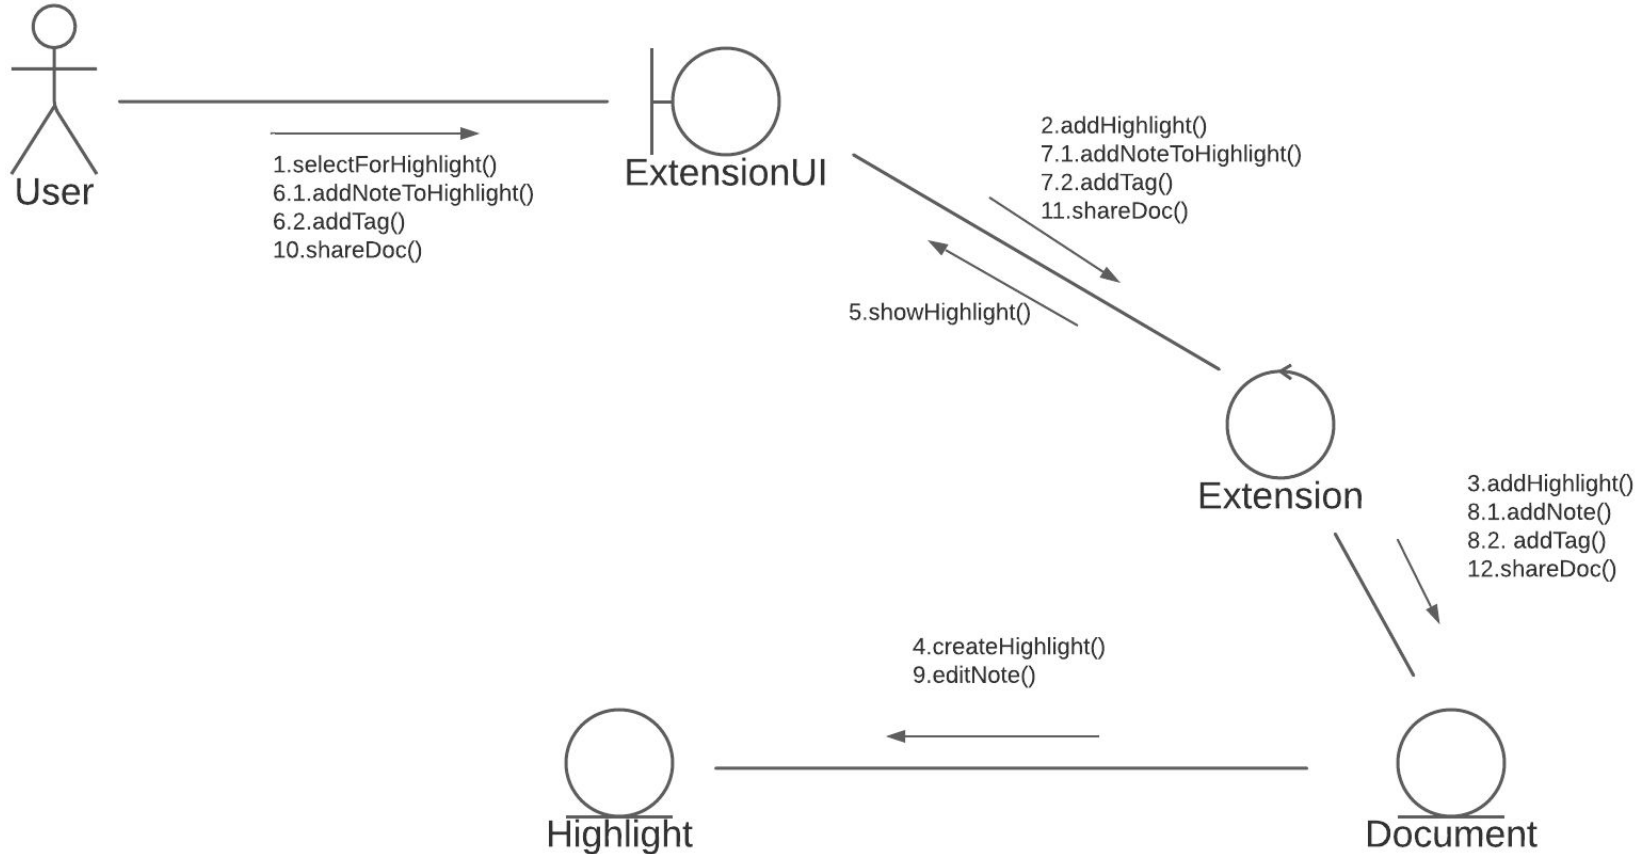 User
1.selectForHighlight()
6.1.addNoteToHighlight()
6.2.addTag()
10.shareDoc()
ExtensionUI
2.addHighlight()
7.1.addNoteToHighlight()
7.2.addTag()
11.shareDoc()
5.showHighlight()
Extension
3.addHighlight()
8.1.addNote()
8.2. addTag()
12.shareDoc()
4.createHighlight()
9.editNote()
Highlight
Document